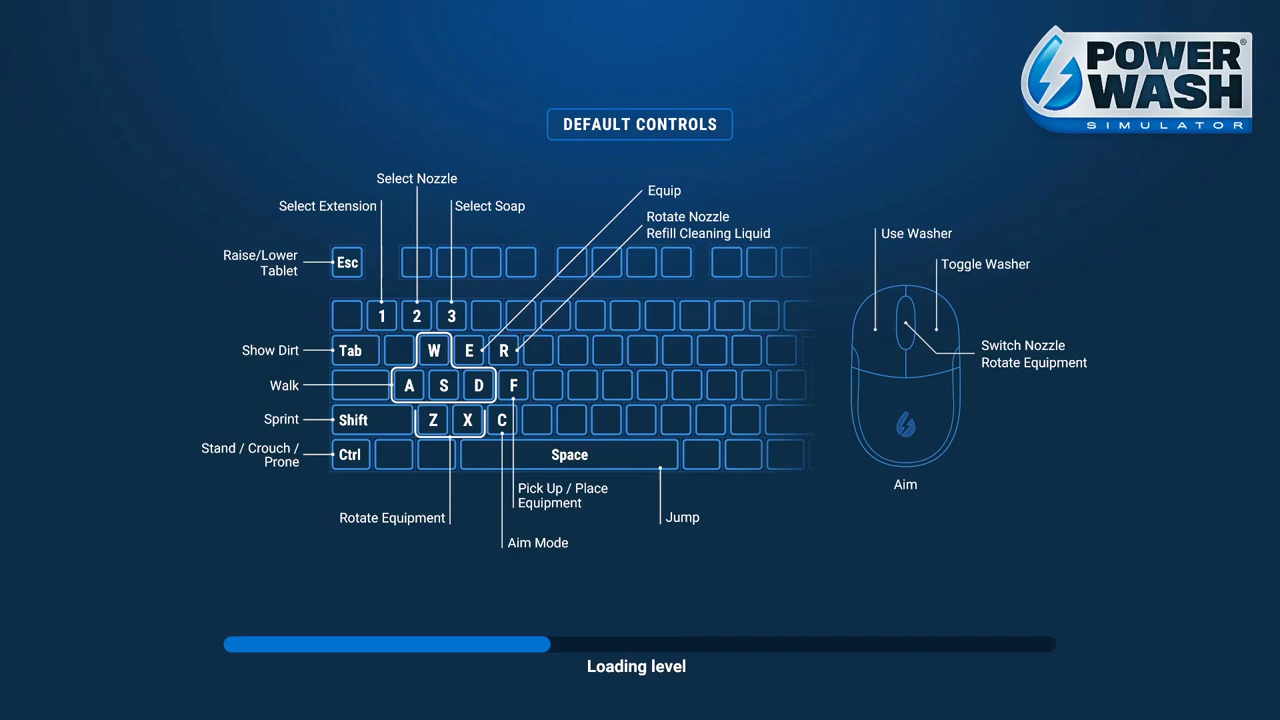 POWER
WASH
SIMULATOR
®
DEFAULT CONTROLS
Select Nozzle
Select Extension
Select Soap
Equip
Rotate Nozzle
Refill Cleaning Liquid
Raise/Lower
Tablet
Esc
1 2 3
Show Dirt
Tab W E R
Walk
A S D F
Sprint
Shift Z X C
Stand / Crouch /
Prone
Ctrl Space
Rotate Equipment
Pick Up / Place
Equipment
Aim Mode
Jump
Use Washer
Toggle Washer
Switch Nozzle
Rotate Equipment
Aim
Loading level